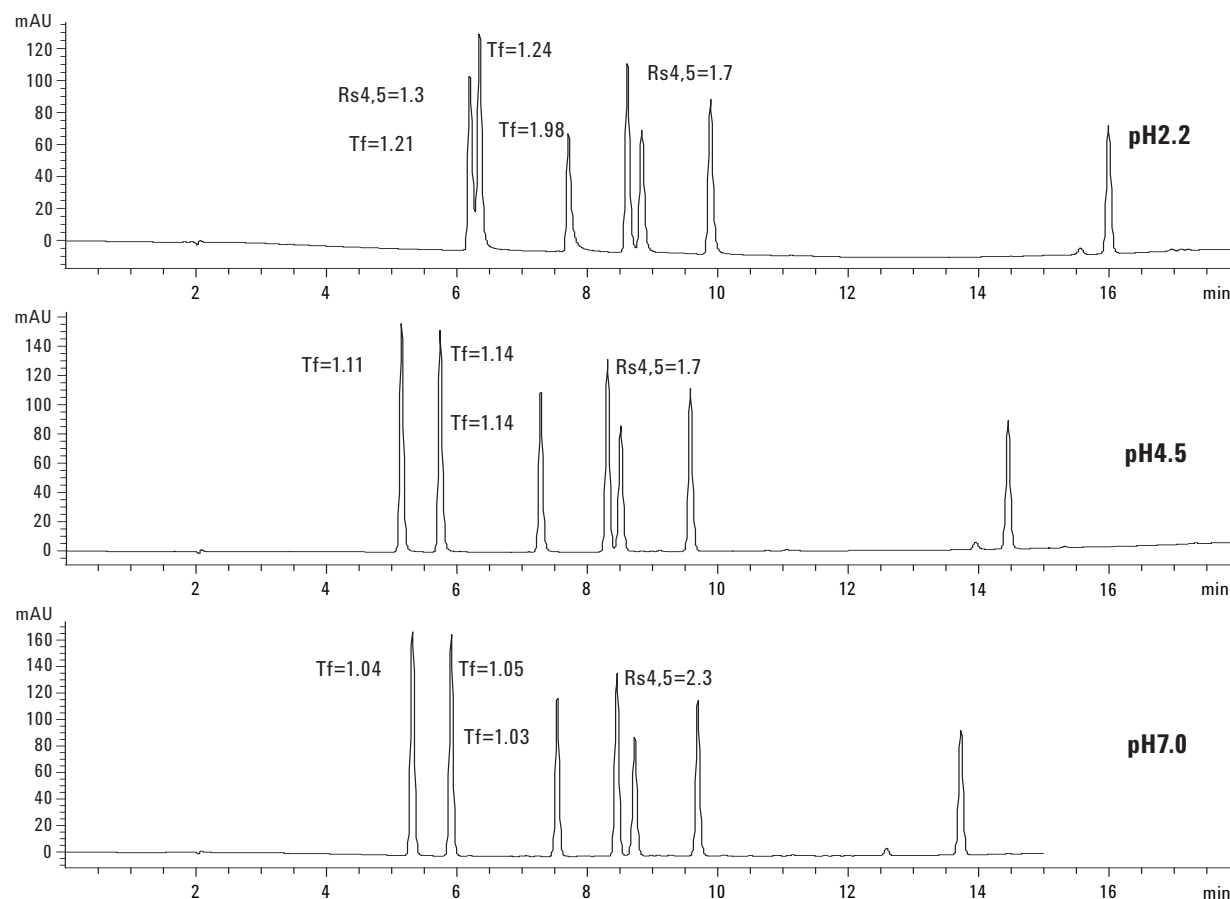 mAU
120
Tf=1.24
100
Rs4,5=1.3
Rs4,5=1.7
80
Tf=1.21
Tf=1.98
pH2.2
60
40
20
0
2 4 6 8 10 12 14 16 min
mAU
140
120
Tf=1.11
Tf=1.14
Rs4,5=1.7
100
80
Tf=1.14
pH4.5
60
40
20
0
2 4 6 8 10 12 14 16 min
mAU
160
140
Tf=1.04
Tf=1.05
Rs4,5=2.3
120
100
80
Tf=1.03
pH7.0
60
40
20
0
2 4 6 8 10 12 14 16 min